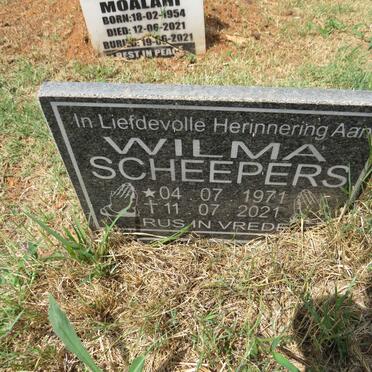 MOALAHI
BORN:18-02-1954
DIED: 12-06-2021
BURIED: 19-06-2021
REST IN PEACE
In Liefdevolle Herinnering Aan
WILMA
SCHEEPERS
★04 07 1971
†11 07 2021
RUS IN VREDE